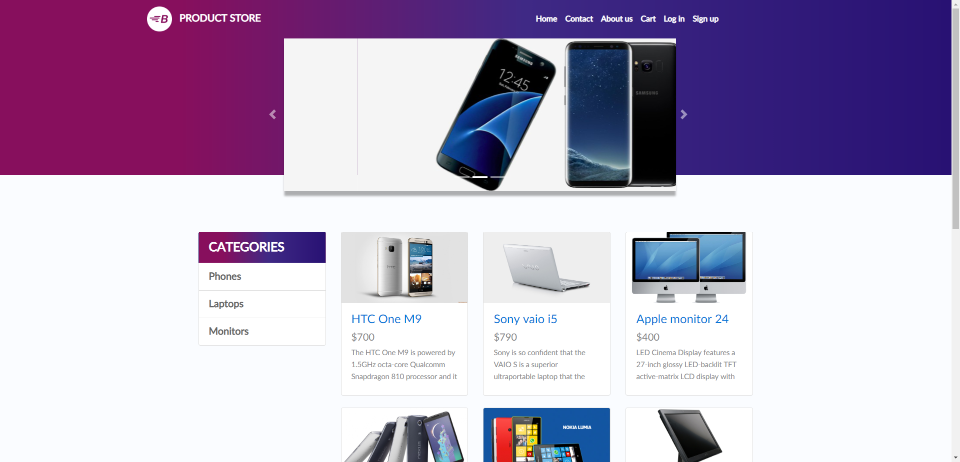 B PRODUCT STORE
Home Contact About us Cart Log in Sign up
12:45
SAMSUNG
CATEGORIES
Phones
Laptops
Monitors
HTC One M9
$700
The HTC One M9 is powered by
1.5GHz octa-core Qualcomm
Snapdragon 810 processor and it
Sony vaio i5
$790
Sony is so confident that the
VAIO S is a superior
ultraportable laptop that the
Apple monitor 24
$400
LED Cinema Display features a
27-inch glossy LED-backlit TFT
active-matrix LCD display with
NOKIA LUMIA